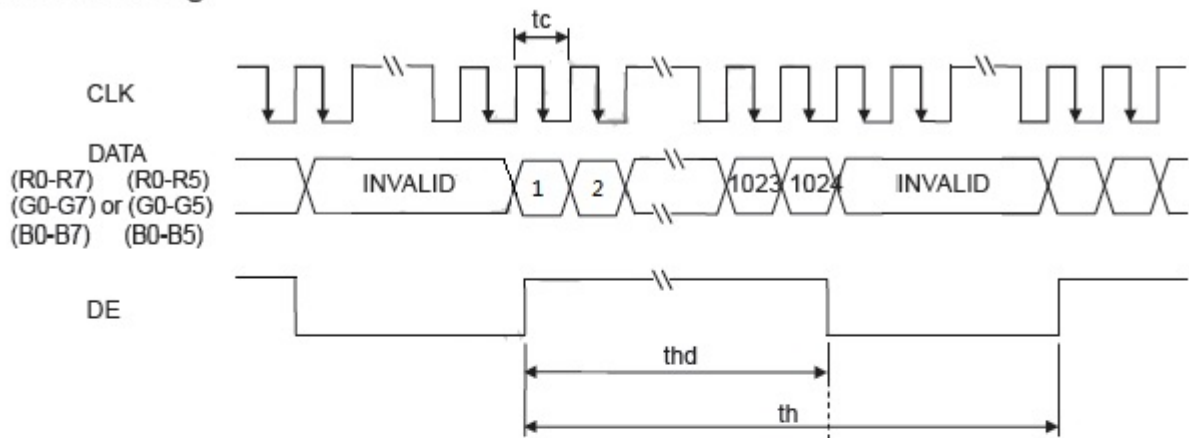 tc
CLK
DATA
(R0-R7) (R0-R5)
(G0-G7) or (G0-G5)
(B0-B7) (B0-B5)
INVALID 1 2 1023 1024 INVALID
DE
thd
th